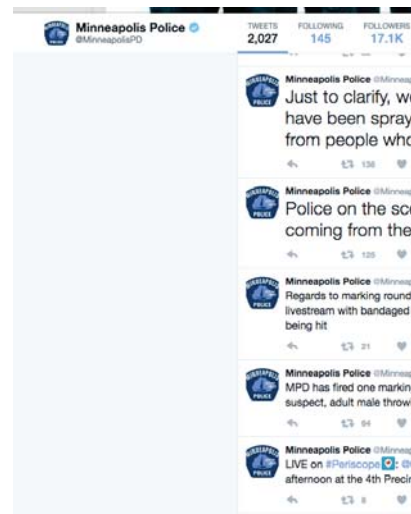 Minneapolis Police
@MinneapolisPD
TWEETS FOLLOWING FOLLOWERS
2,027 145 17.1K
Minneapolis Police
Just to clarify, we
have been spray
from people who
138
Minneapolis Police
Police on the sc
coming from the
125
Minneapolis Police
Regards to marking round
livestream with bandaged
being hit
21
Minneapolis Police
MPD has fired one markin
suspect, adult male throw
94
Minneapolis Police
LIVE on #Periscope
afternoon at the 4th Precin
8